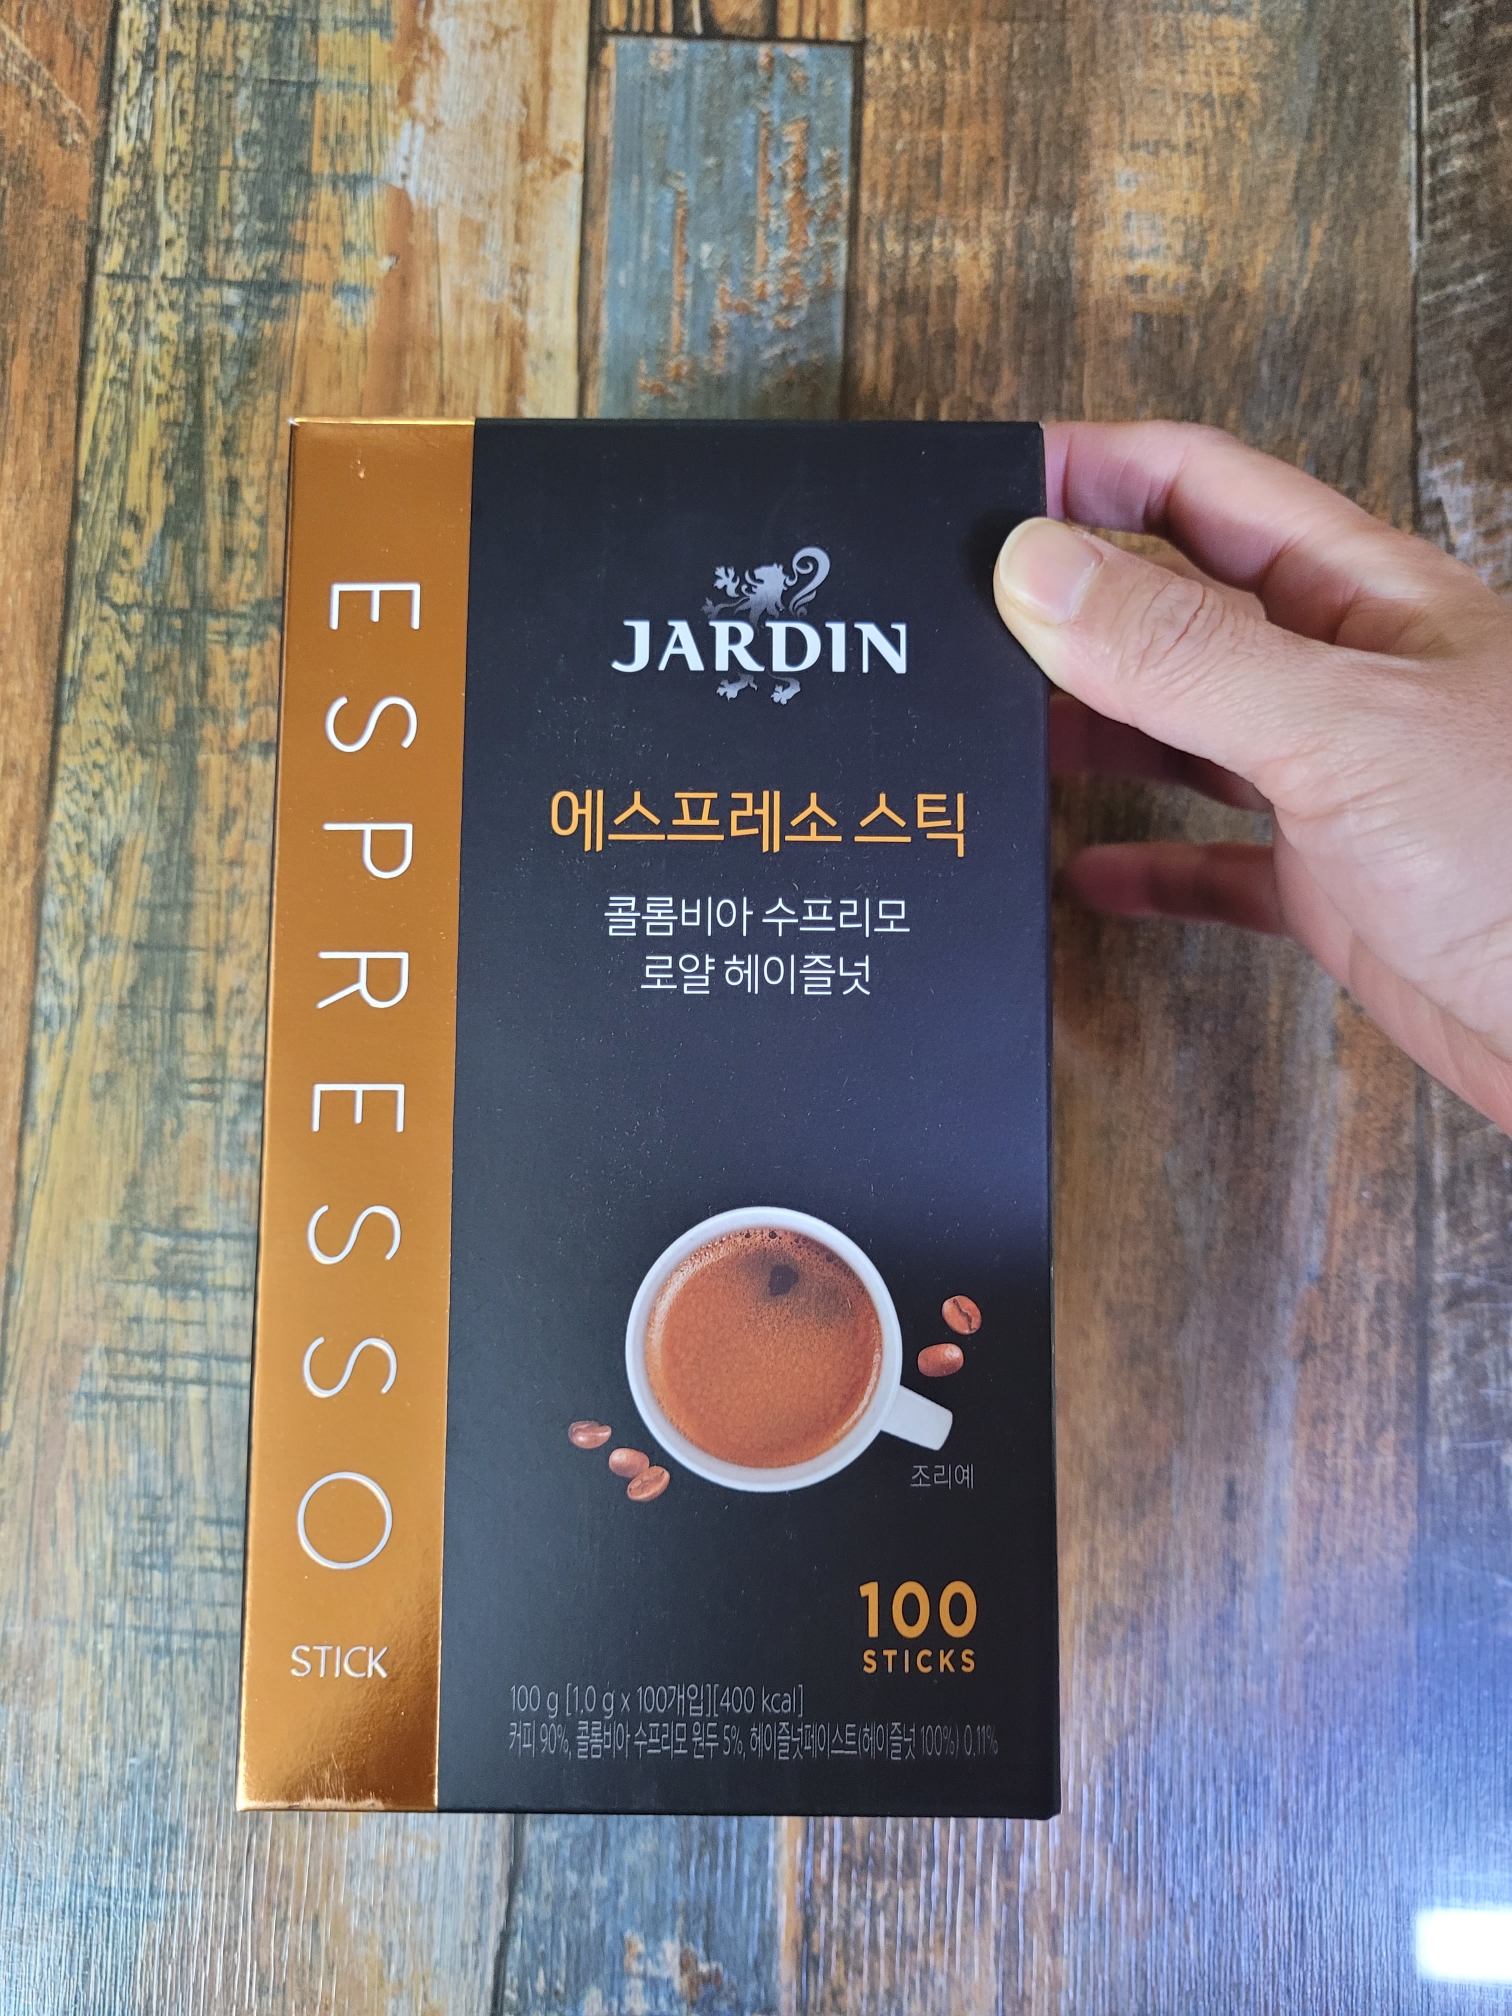 ESPRESSO
STICK
JARDIN
에스프레소 스틱
콜롬비아 수프리모
로얄 헤이즐넛
조리예
100
STICKS
100 g [1.0 g x 100개입][400 kcal]
커피 90%, 콜롬비아 수프리모 원두 5%, 헤이즐넛페이스트(헤이즐넛 100%) 0.11%